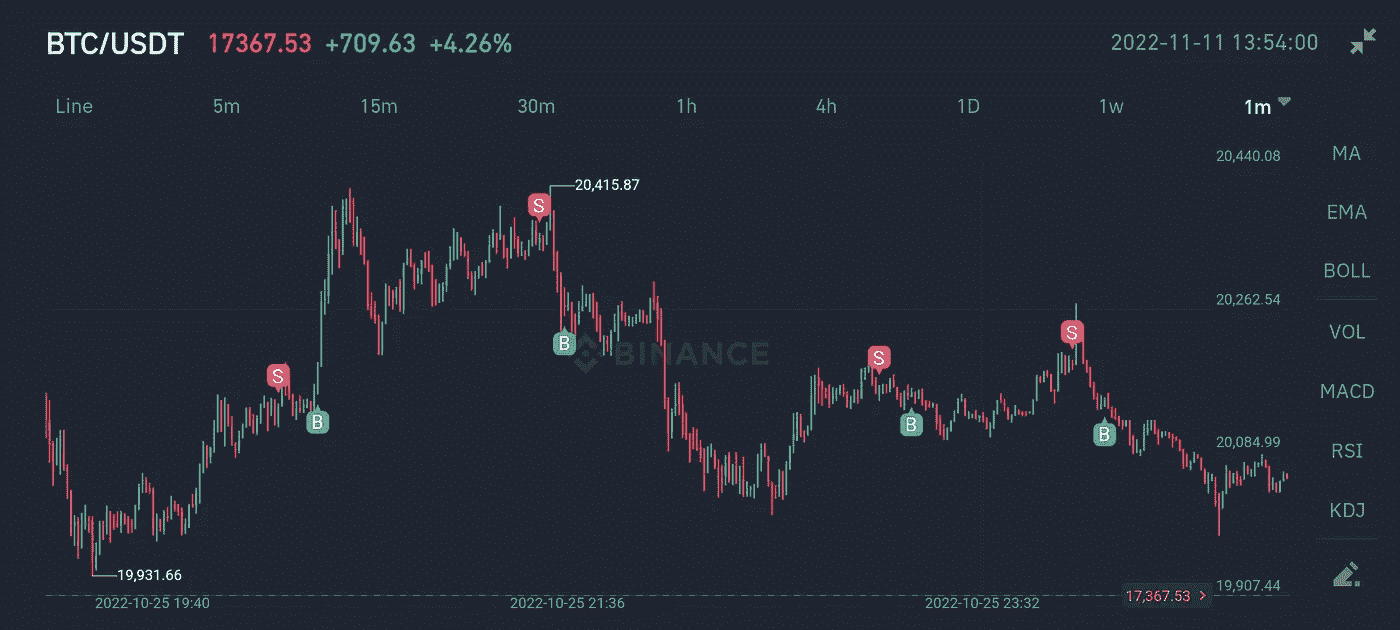 BTC/USDT 17367.53 +709.63 +4.26% 2022-11-11 13:54:00
Line 5m 15m 30m 1h 4h 1D 1w 1m
20,440.08
MA
20,415.87
S
EMA
BOLL
20,262.54
S
VOL
B
BINANCE
S
S
MACD
B
B
B
20,084.99
RSI
KDJ
19,931.66
19,907.44
17,367.53
2022-10-25 19:40 2022-10-25 21:36 2022-10-25 23:32